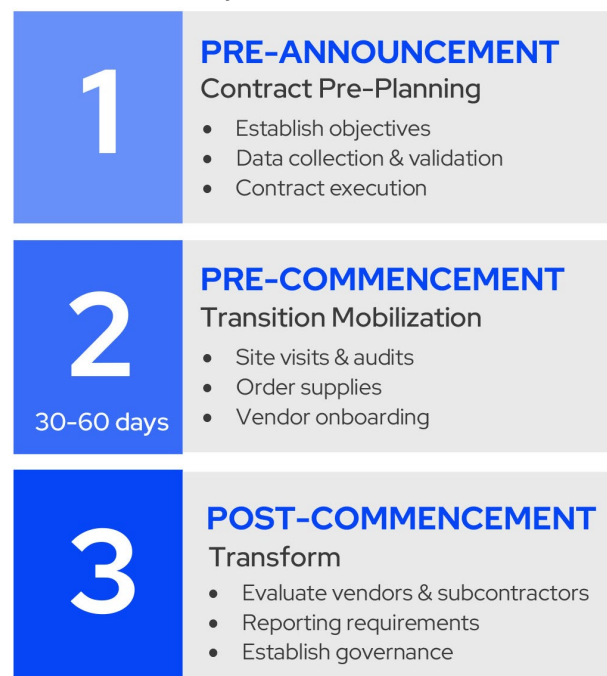 1
PRE-ANNOUNCEMENT
Contract Pre-Planning
• Establish objectives
• Data collection & validation
• Contract execution
2
30-60 days
PRE-COMMENCEMENT
Transition Mobilization
• Site visits & audits
• Order supplies
• Vendor onboarding
3
POST-COMMENCEMENT
Transform
• Evaluate vendors & subcontractors
• Reporting requirements
• Establish governance